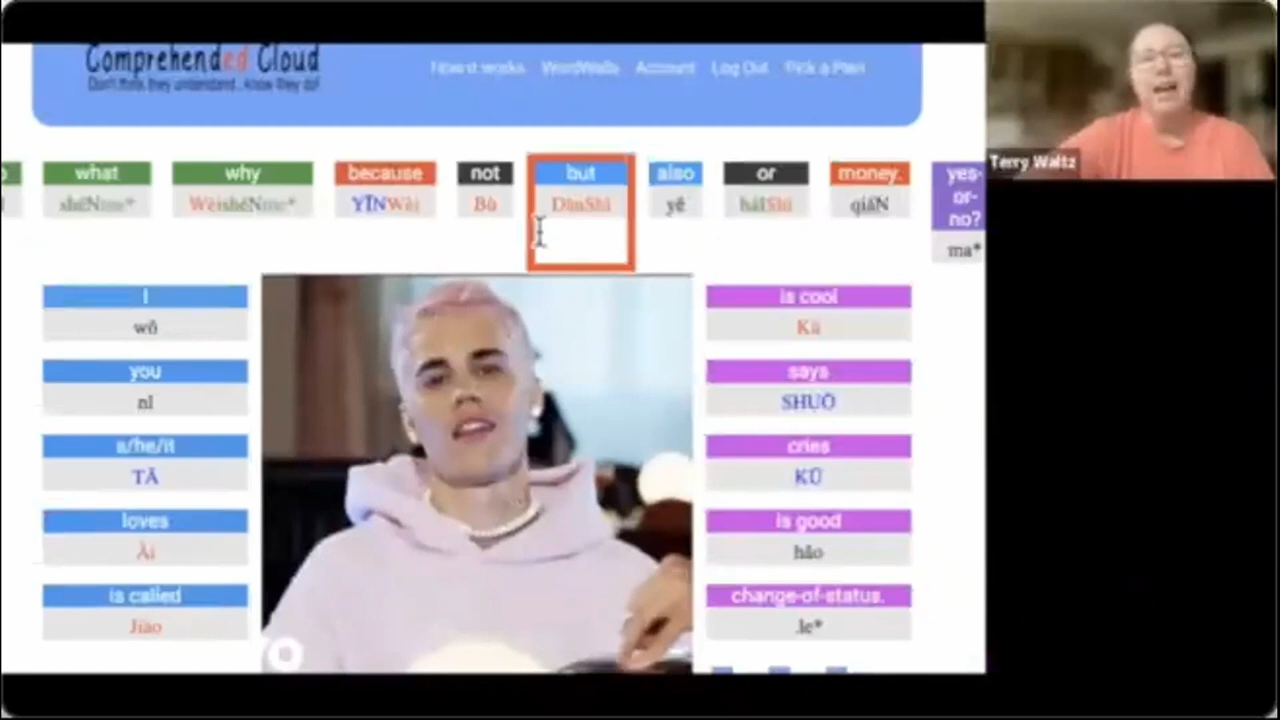 Comprehended Cloud
Don't think they understand...Know they do!
How it works WordWalls Account Log Out Pick a Plan
Terry Waltz
what
shéNme*
why
WèishéNme*
because
YĪNWèi
not
Bù
but
DànShì
also
yě
or
háIShì
money.
qiáN
yes-
or-
no?
ma*
I
wǒ
you
nǐ
s/he/it
TĀ
loves
Ài
is called
Jiào
is cool
Kù
says
SHUŌ
cries
KŪ
is good
hǎo
change-of-status.
.le*